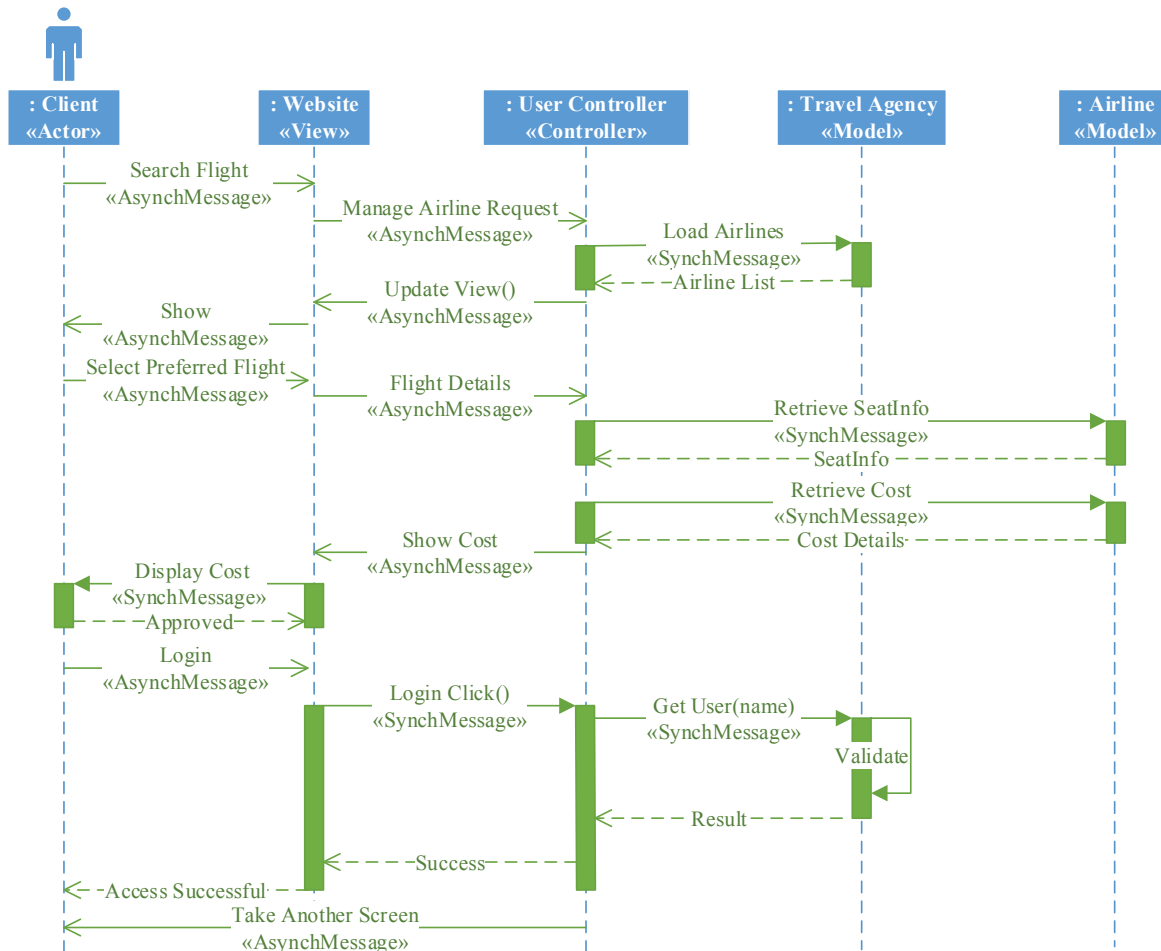 : Client
«Actor»
: Website
«View»
: User Controller
«Controller»
: Travel Agency
«Model»
: Airline
«Model»
Search Flight
«AsynchMessage»
Manage Airline Request
«AsynchMessage»
Load Airlines
«SynchMessage»
Airline List
Update View()
«AsynchMessage»
Show
«AsynchMessage»
Select Preferred Flight
«AsynchMessage»
Flight Details
«AsynchMessage»
Retrieve SeatInfo
«SynchMessage»
SeatInfo
Retrieve Cost
«SynchMessage»
Cost Details
Show Cost
«AsynchMessage»
Display Cost
«SynchMessage»
Approved
Login
«AsynchMessage»
Login Click()
«SynchMessage»
Get User(name)
«SynchMessage»
Validate
Result
Success
Access Successful
Take Another Screen
«AsynchMessage»